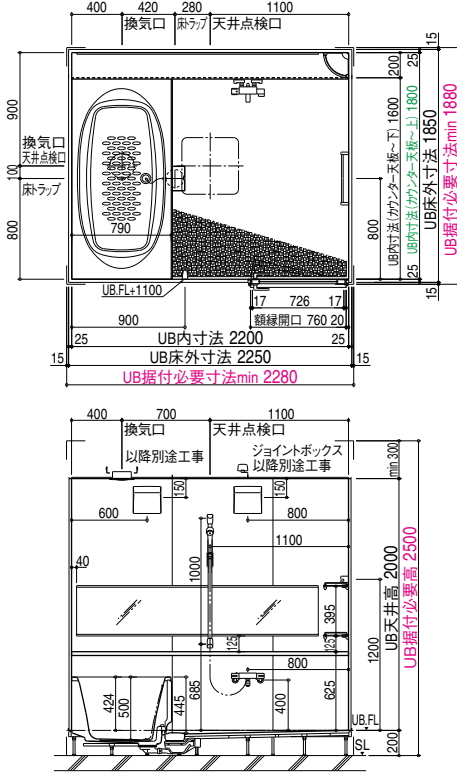 400 420 280 1100
換気口 床トラップ 天井点検口
15
200 25
900
換気口
天井点検口
100
床トラップ
800
790
UB内寸法(カウンター天板~下) 1600
UB内寸法(カウンター天板~上) 1800
UB床外寸法 1850
UB据付必要寸法min 1880
800
25
15
UB.FL+1100
17 726 17
900
額縁開口 760 20
25 UB内寸法 2200 25
15 UB床外寸法 2250 15
UB据付必要寸法min 2280
400 700 1100
換気口 天井点検口
以降別途工事
ジョイントボックス
以降別途工事
min 300
150 150
600 800
1100
40
1000
395
125 125
800
424 500 445 685 400 625
1200
UB天井高 2000
UB据付必要高 2500
UB.FL
SL
200